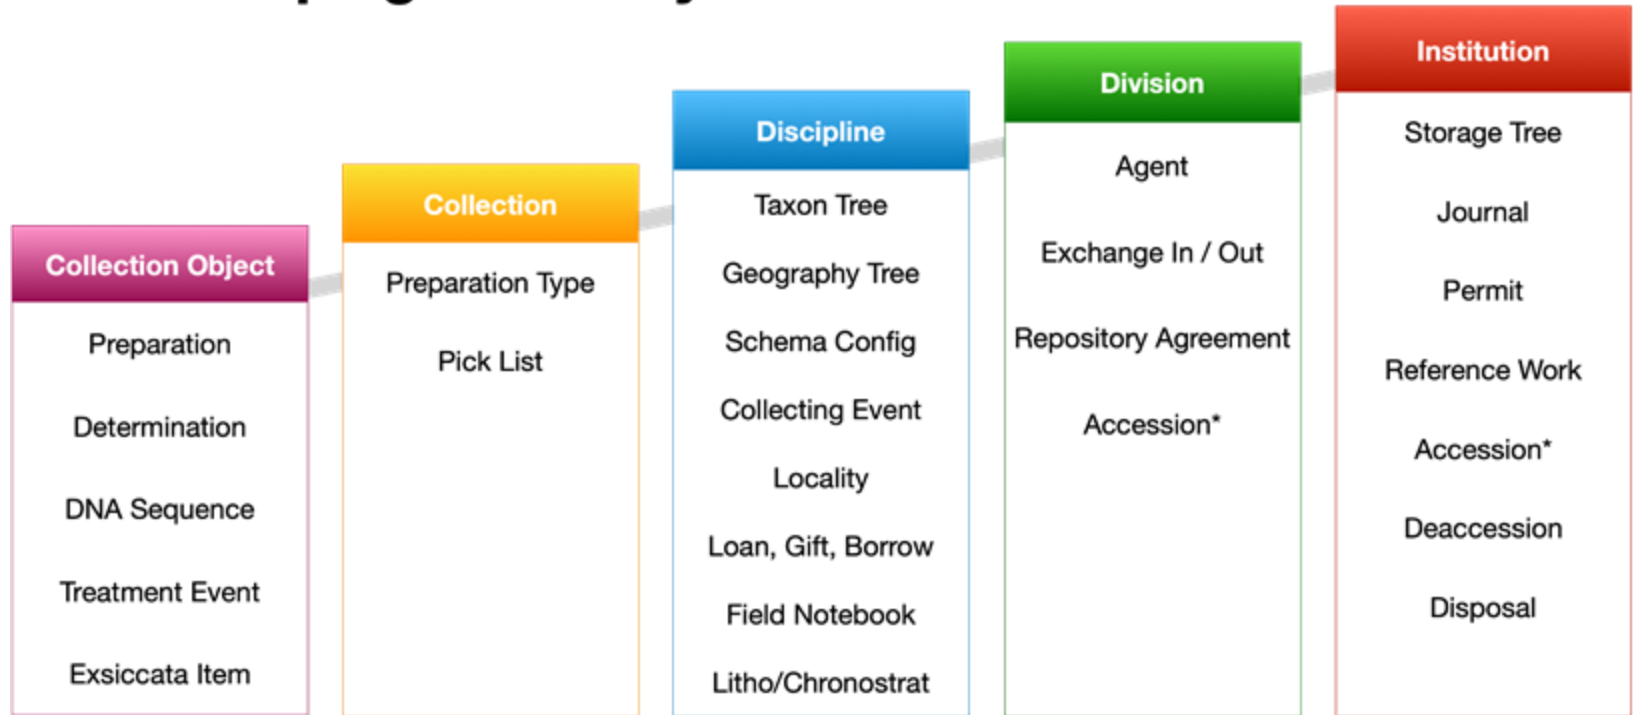 Collection Object
Preparation
Determination
DNA Sequence
Treatment Event
Exsiccata Item
Collection
Preparation Type
Pick List
Discipline
Taxon Tree
Geography Tree
Schema Config
Collecting Event
Locality
Loan, Gift, Borrow
Field Notebook
Litho/Chronostrat
Division
Agent
Exchange In / Out
Repository Agreement
Accession*
Institution
Storage Tree
Journal
Permit
Reference Work
Accession*
Deaccession
Disposal